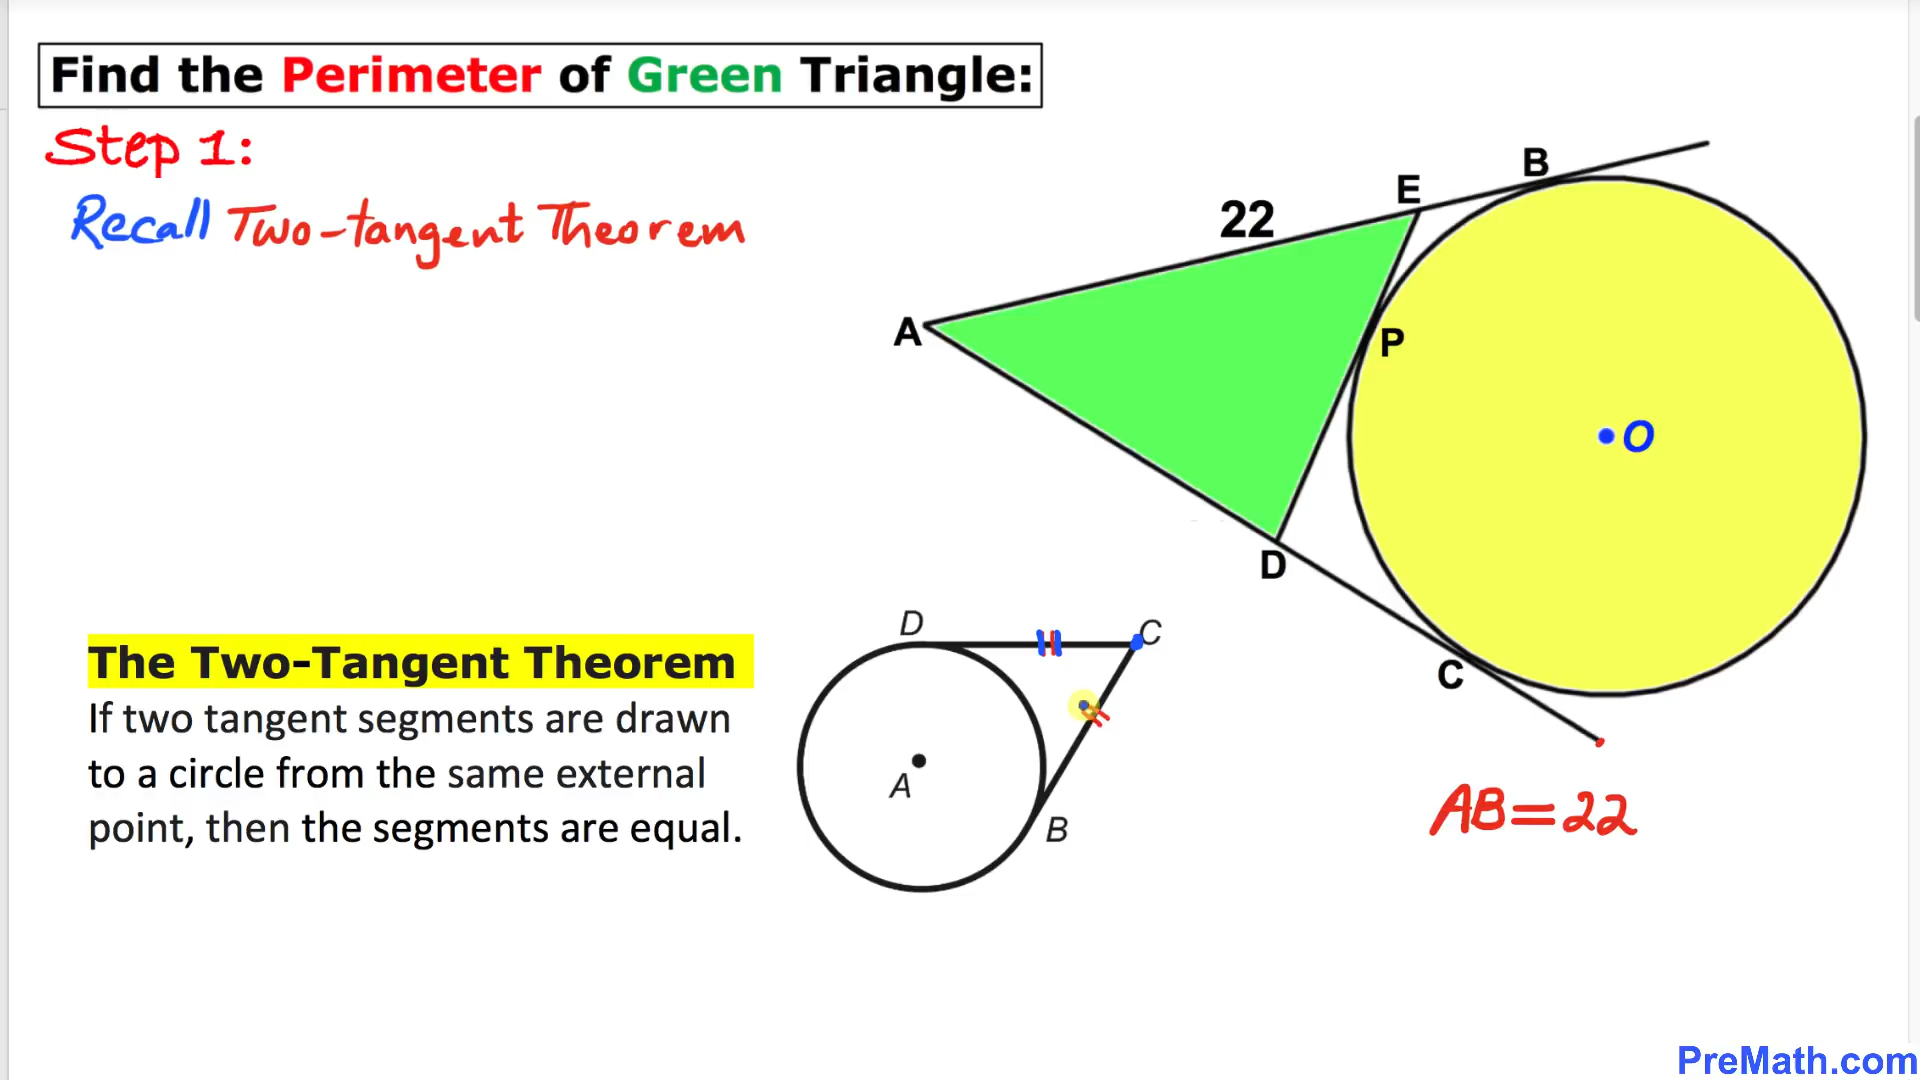 Find the Perimeter of Green Triangle:
Step 1:
Recall Two-tangent Theorem
B
E
22
A
P
O
D
C
The Two-Tangent Theorem
If two tangent segments are drawn
to a circle from the same external
point, then the segments are equal.
D
C
A
B
AB=22
PreMath.com